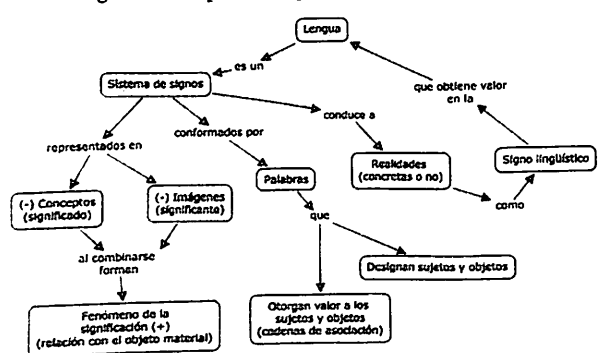 Lengua
es un
Sistema de signos
que obtiene valor
en la
conduce a
conformados por
representados en
Realidades
(concretas o no)
Signo lingüístico
Palabras
(-) Conceptos
(significado)
(-) Imágenes
(significante)
como
que
al combinarse
forman
Designan sujetos y objetos
Fenómeno de la
significación (+)
(relación con el objeto material)
Otorgan valor a los
sujetos y objetos
(cadenas de asociación)